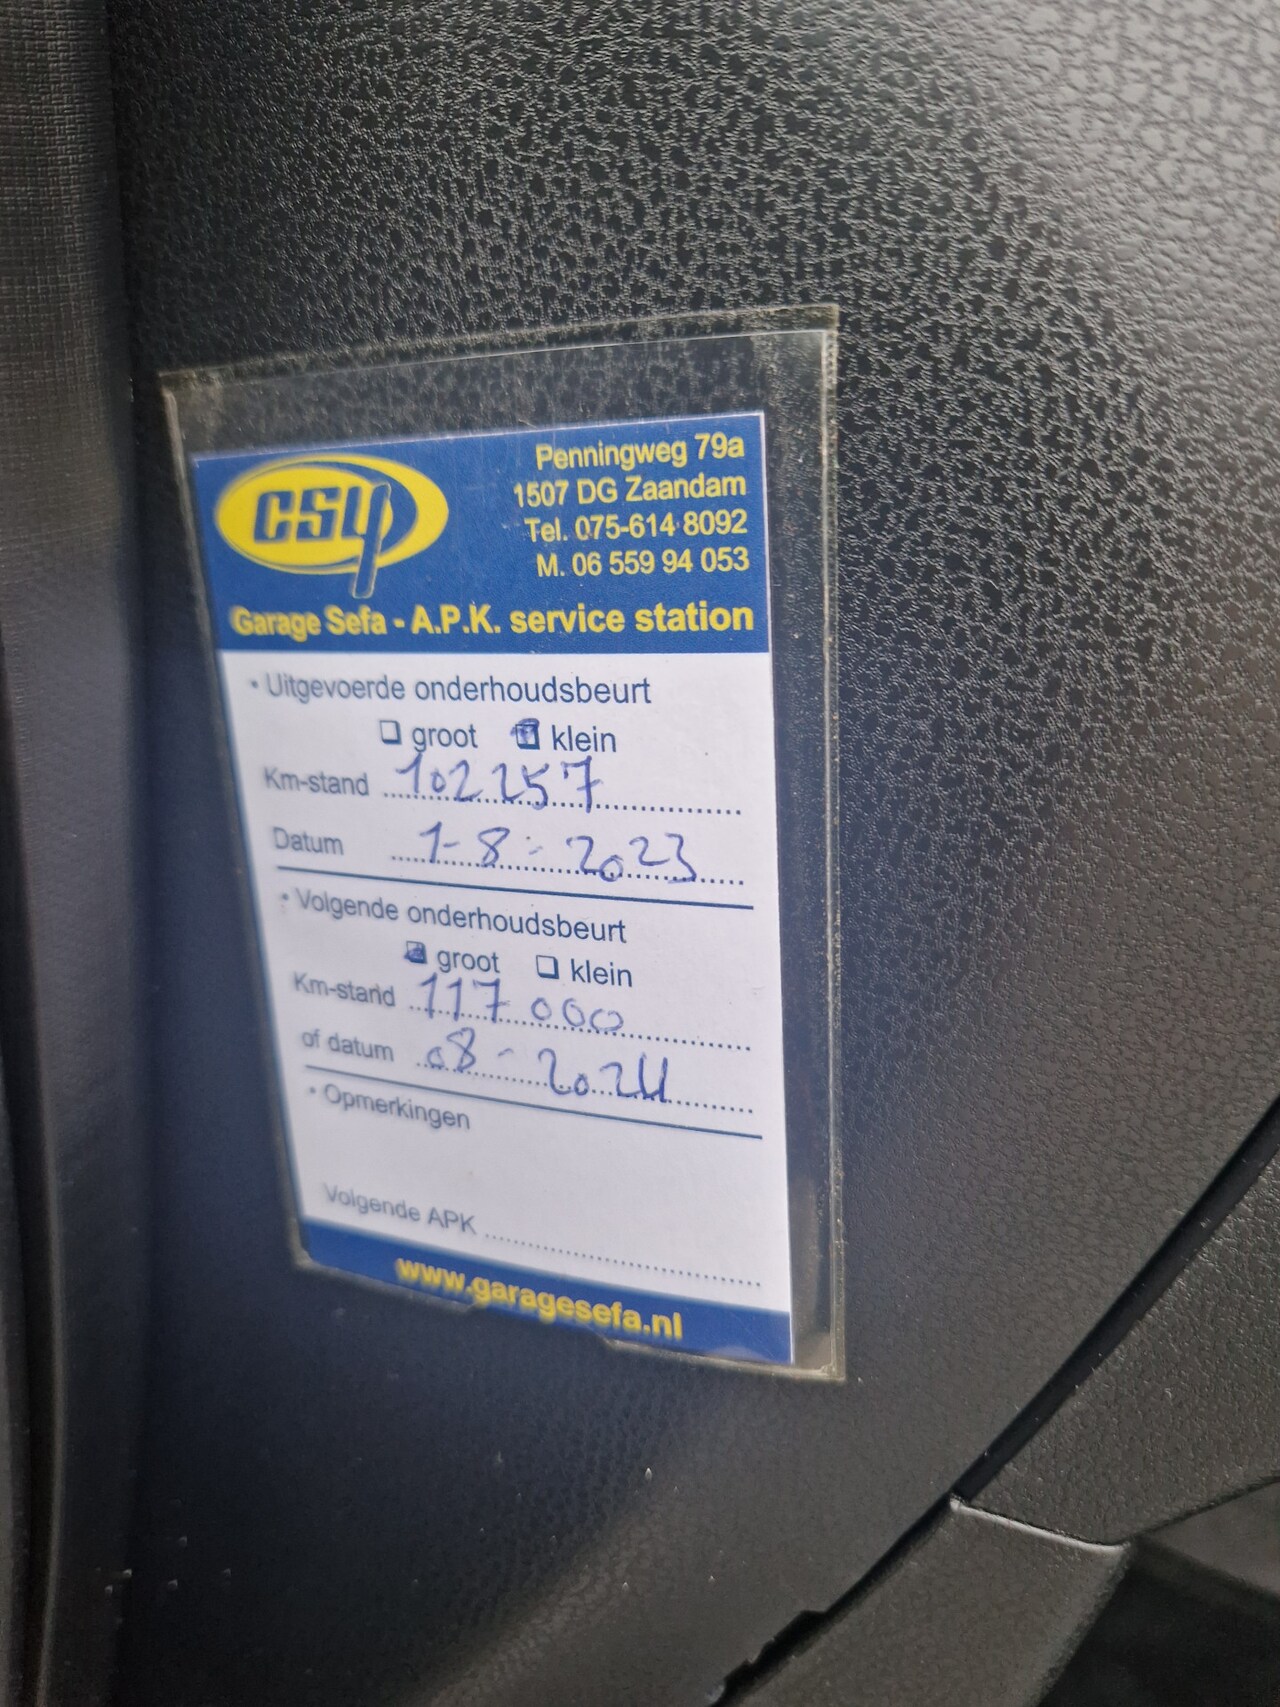 CSY
Penningweg 79a
1507 DG Zaandam
Tel. 075-614 8092
M. 06 559 94 053
Garage Sefa - A.P.K. service station
• Uitgevoerde onderhoudsbeurt
groot klein
Km-stand 102257
Datum 1-8-2023
• Volgende onderhoudsbeurt
groot klein
Km-stand 117 000
of datum 08-2024
• Opmerkingen
Volgende APK
www.garagesefa.nl